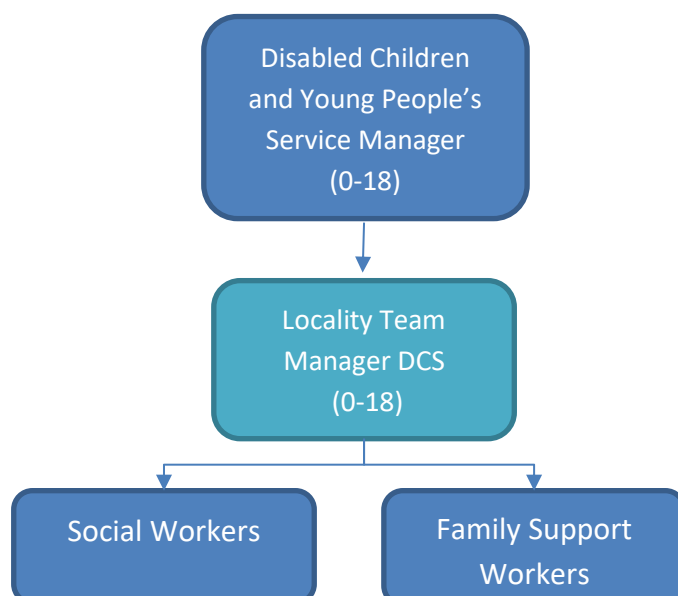 Disabled Children
and Young People’s
Service Manager
(0-18)
Locality Team
Manager DCS
(0-18)
Social Workers
Family Support
Workers